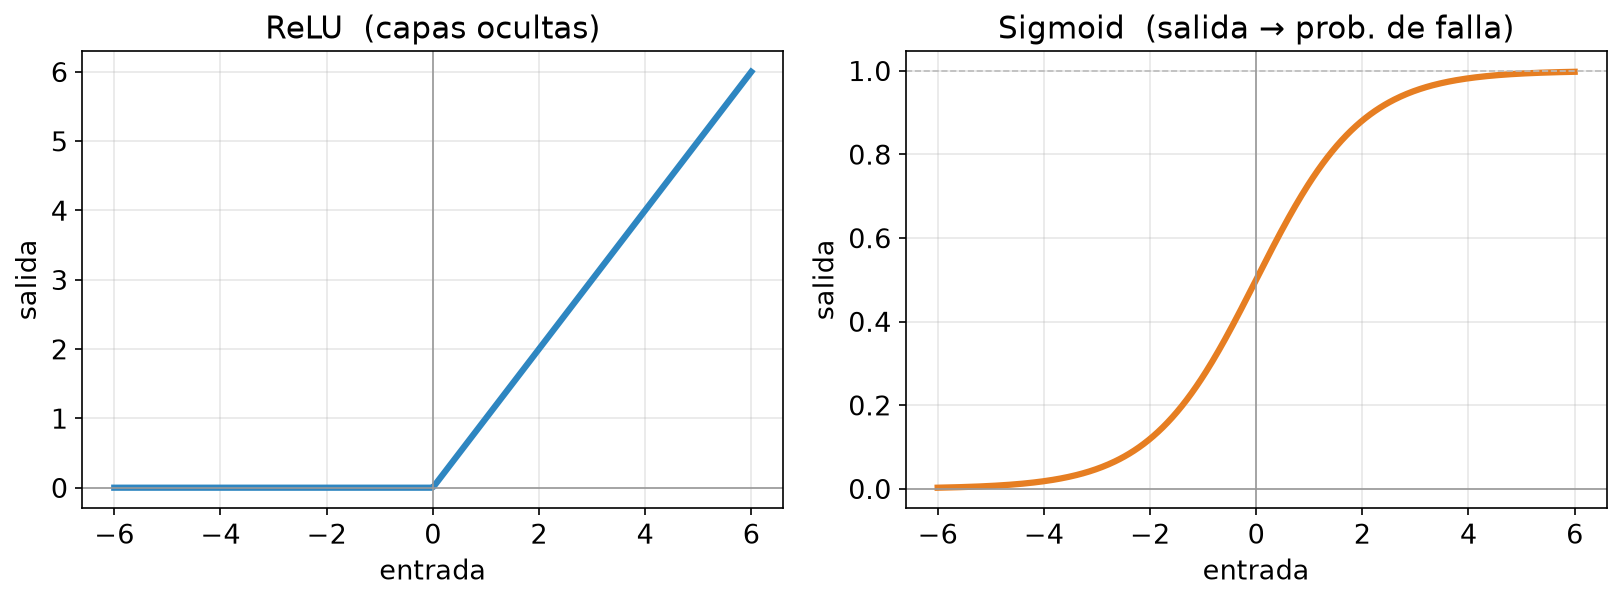 ReLU  (capas ocultas)
6
5
4
3
2
1
0
salida
−6 −4 −2 0 2 4 6
entrada
Sigmoid  (salida → prob. de falla)
1.0
0.8
0.6
0.4
0.2
0.0
salida
−6 −4 −2 0 2 4 6
entrada